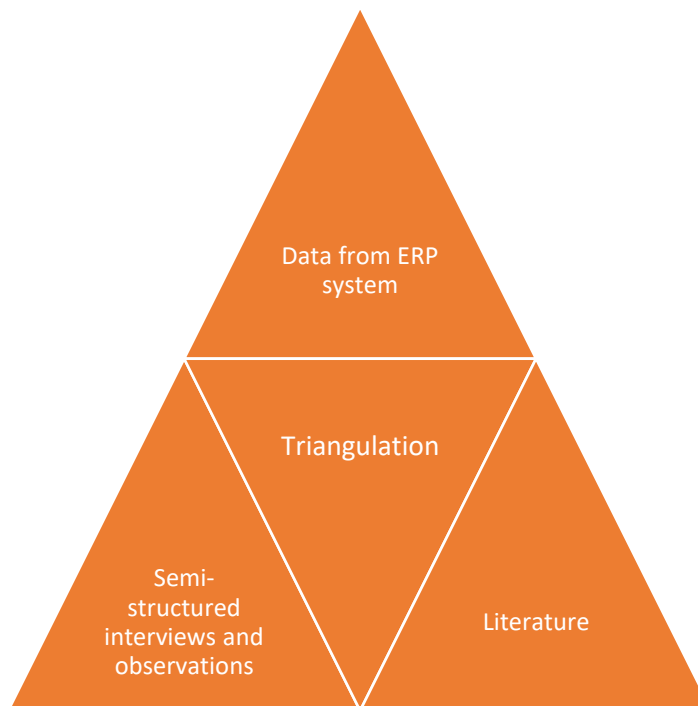 Data from ERP
system
Triangulation
Semi-
structured
interviews and
observations
Literature